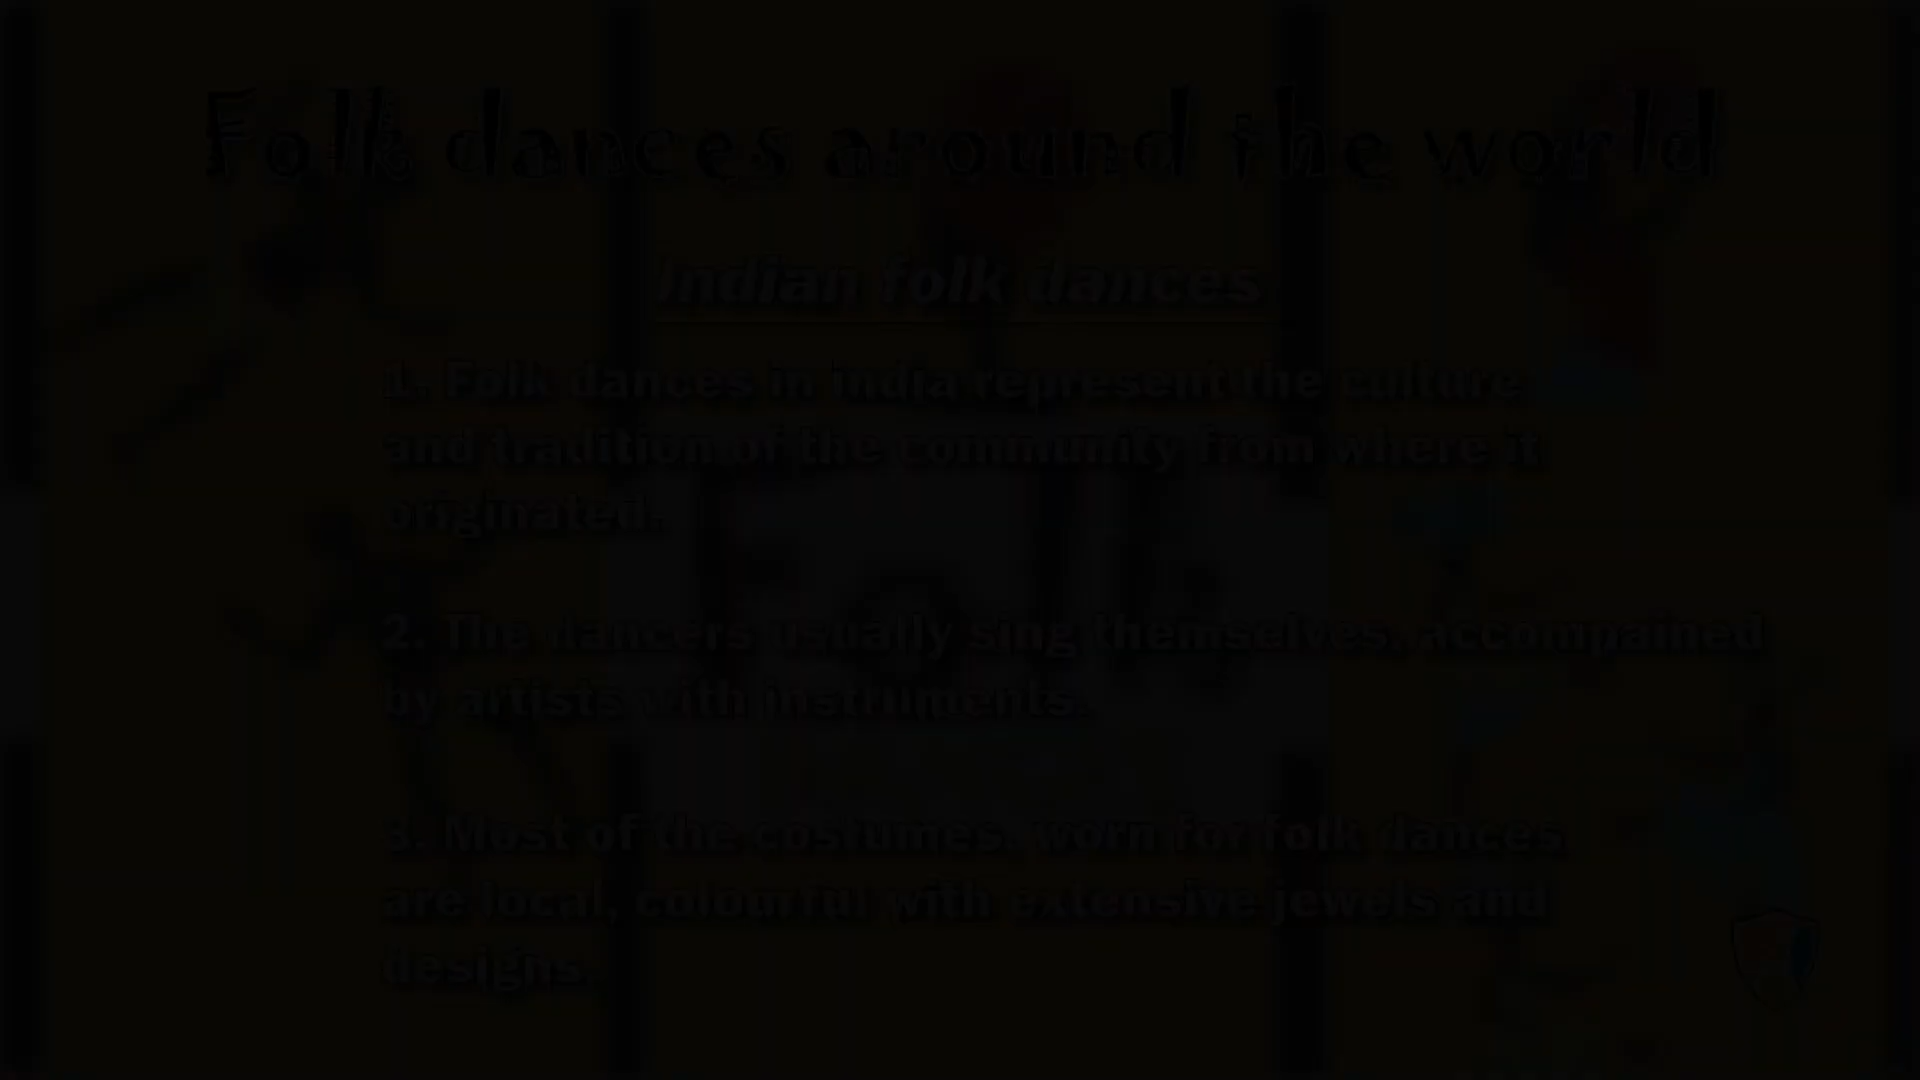 Folk dances around the world
Indian folk dances
1. Folk dances in India represent the culture
and tradition of the community from where it
originated.
2. The dancers usually sing themselves, accompained
by artists with instruments.
3. Most of the costumes, worn for folk dances
are local, colourful with extensive jewels and
designs.